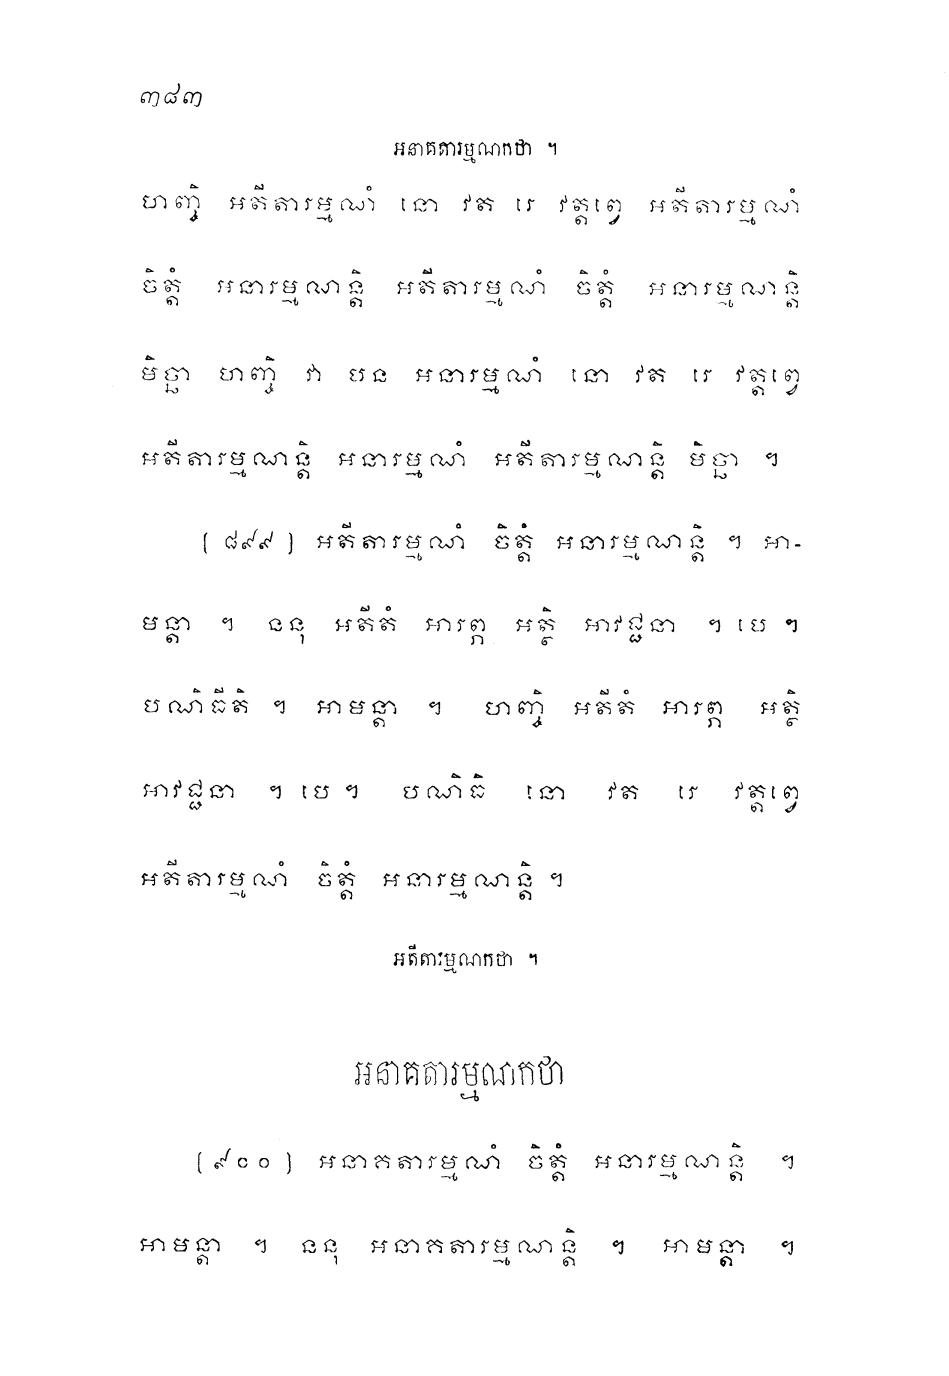 ៣៨៣
អនាគតារម្មណកថា ។
ហញ្ចិ អតីតារម្មណំ នោ វត រេ វត្តព្វេ អតីតារម្មណំ
ចិត្តំ អនារម្មណន្តិ អតីតារម្មណំ ចិត្តំ អនារម្មណន្តិ
មិច្ឆា ហញ្ចិ វា បន អនារម្មណំ នោ វត រេ វត្តព្វេ
អតីតារម្មណន្តិ អនារម្មណំ អតីតារម្មណន្តិ មិច្ឆា ។
[ ៨៩៩ ] អតីតារម្មណំ ចិត្តំ អនារម្មណន្តិ ។ អា-
មន្តា ។ ននុ អតីតំ អារព្ភ អត្ថិ អាវជ្ជនា ។ បេ ។
បណិធីតិ ។ អាមន្តា ។ ហញ្ចិ អតីតំ អារព្ភ អត្ថិ
អាវជ្ជនា ។ បេ ។ បណិធិ នោ វត រេ វត្តព្វេ
អតីតារម្មណំ ចិត្តំ អនារម្មណន្តិ ។
អតីតារម្មណកថា ។
អនាគតារម្មណកថា
[ ៩០០ ] អនាគតារម្មណំ ចិត្តំ អនារម្មណន្តិ ។
អាមន្តា ។ ននុ អនាគតារម្មណន្តិ ។ អាមន្តា ។